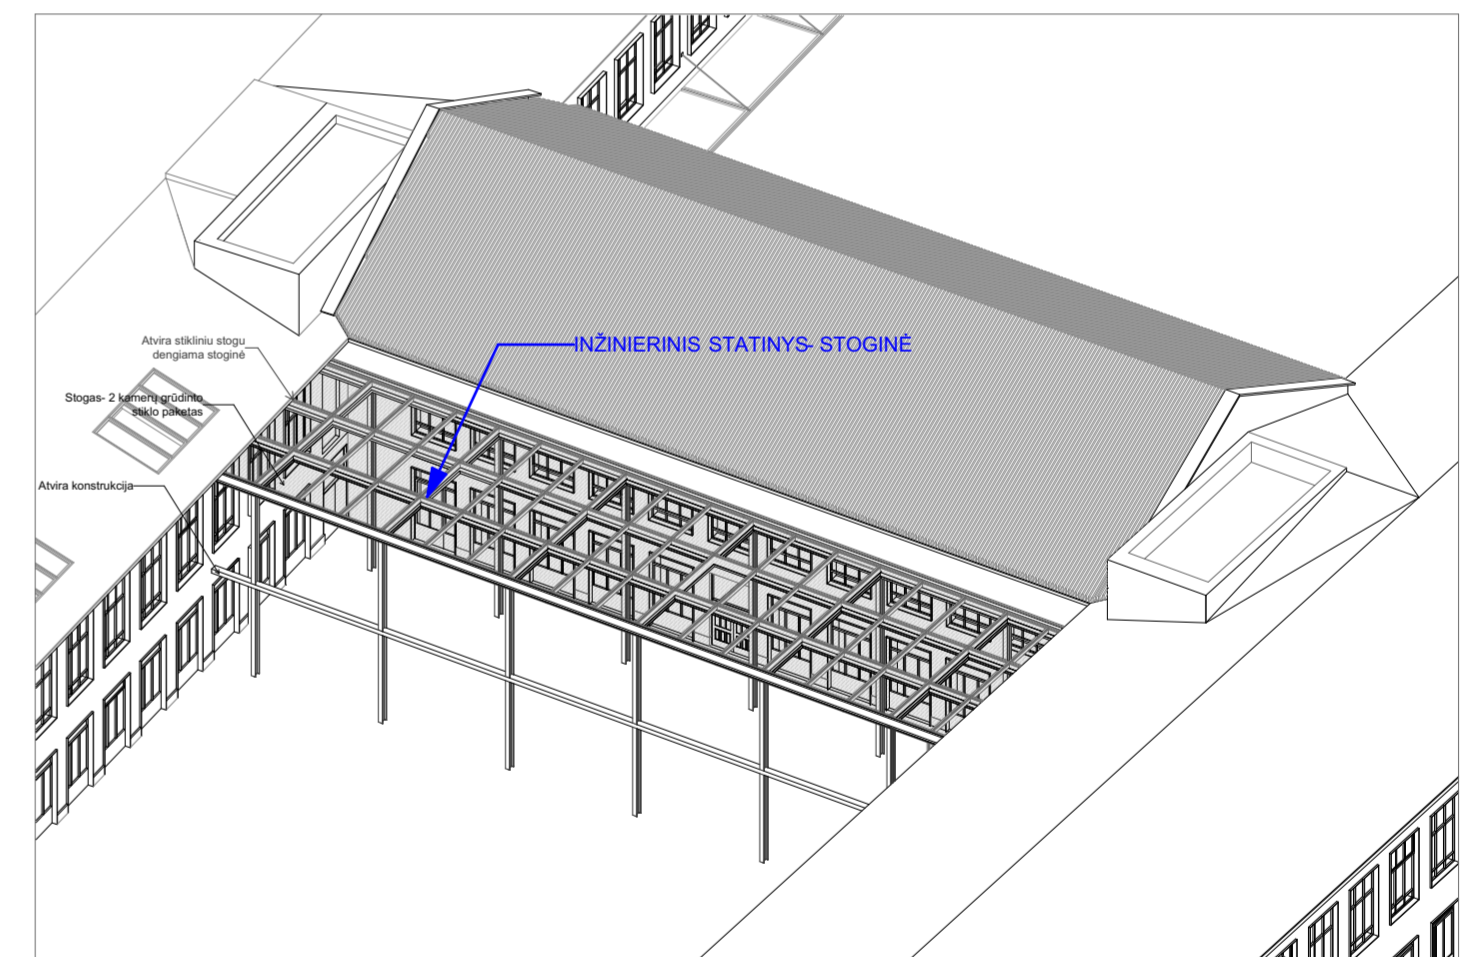 INŽINIERINIS STATINYS- STOGINĖ
Atvira stikliniu stogu
dengiama stoginė
Stogas- 2 kamerų grūdinto
stiklo paketas
Atvira konstrukcija